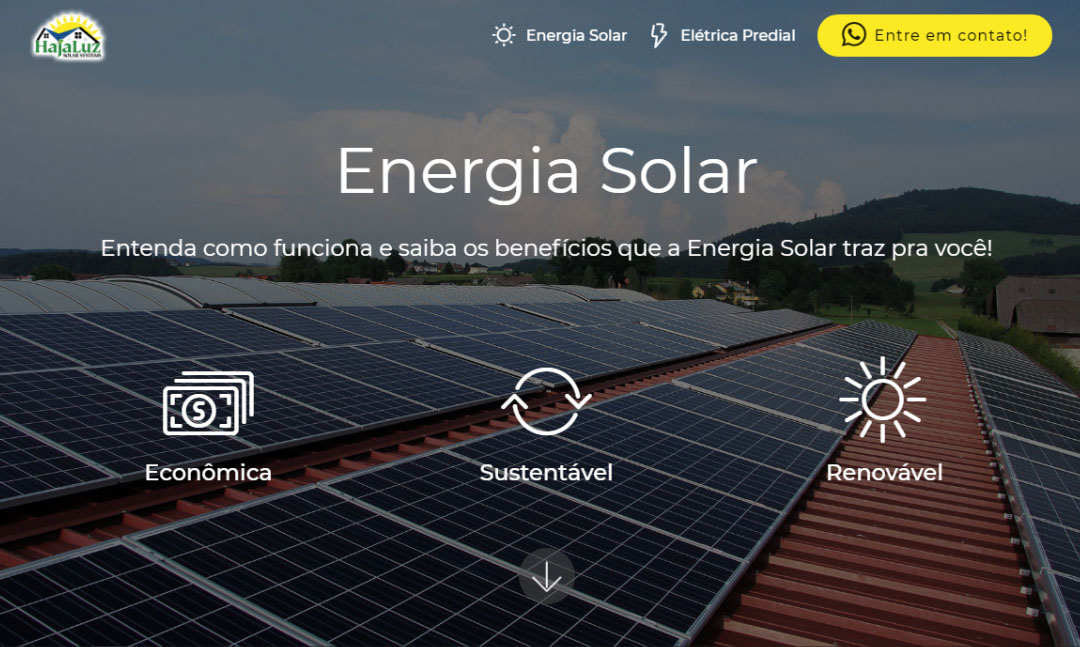 HajaLuz
SOLAR SYSTEMS
Energia Solar
Elétrica Predial
Entre em contato!
Energia Solar
Entenda como funciona e saiba os benefícios que a Energia Solar traz pra você!
Econômica
Sustentável
Renovável